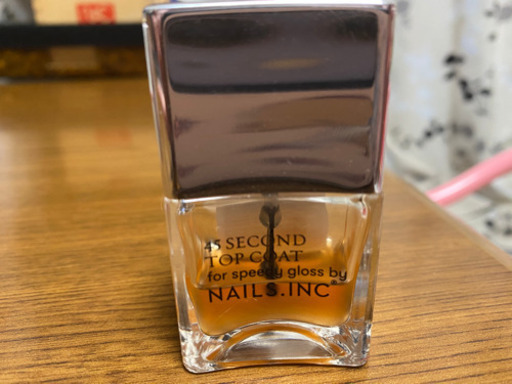 45 SECOND
TOP COAT
for speedy gloss by
NAILS.INC®